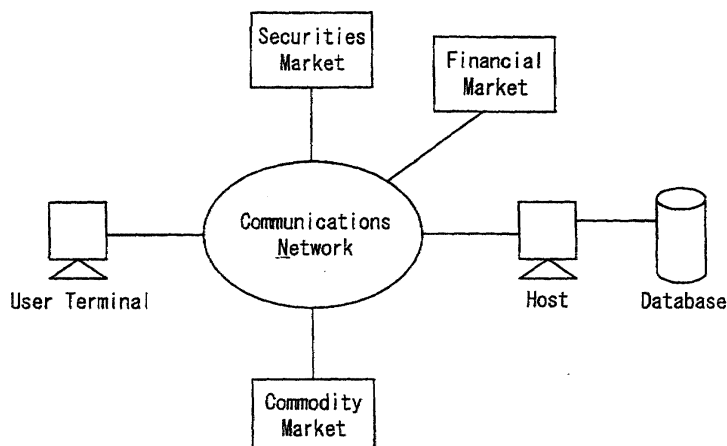 Securities
Market
Financial
Market
Communications
Network
User Terminal
Host
Database
Commodity
Market